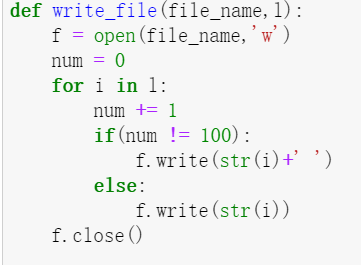 def write_file(file_name,l):
    f = open(file_name,'w')
    num = 0
    for i in l:
        num += 1
        if(num != 100):
            f.write(str(i)+' ')
        else:
            f.write(str(i))
    f.close()